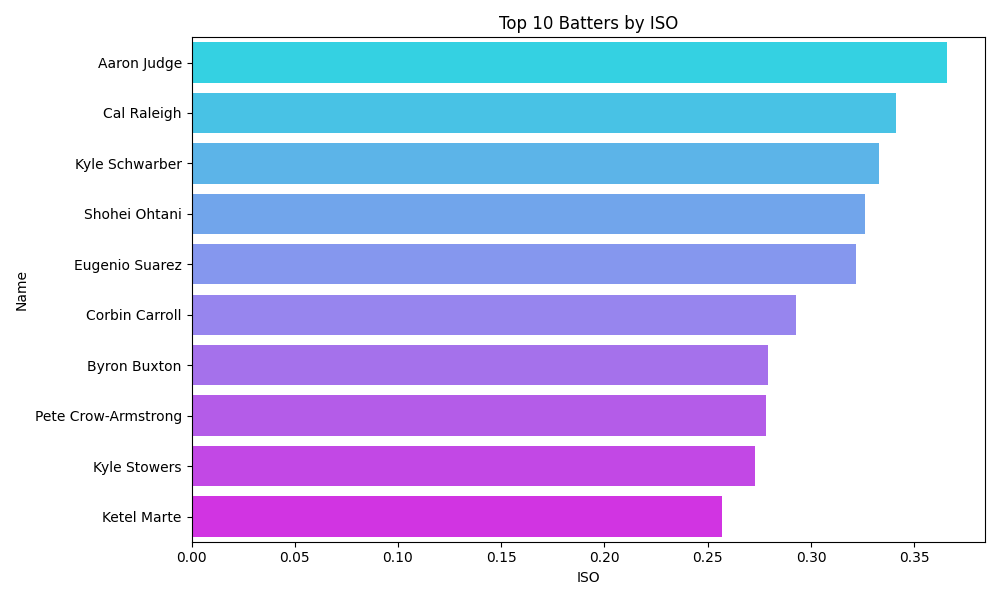 Top 10 Batters by ISO
Name
Aaron Judge
Cal Raleigh
Kyle Schwarber
Shohei Ohtani
Eugenio Suarez
Corbin Carroll
Byron Buxton
Pete Crow-Armstrong
Kyle Stowers
Ketel Marte
0.00 0.05 0.10 0.15 0.20 0.25 0.30 0.35
ISO